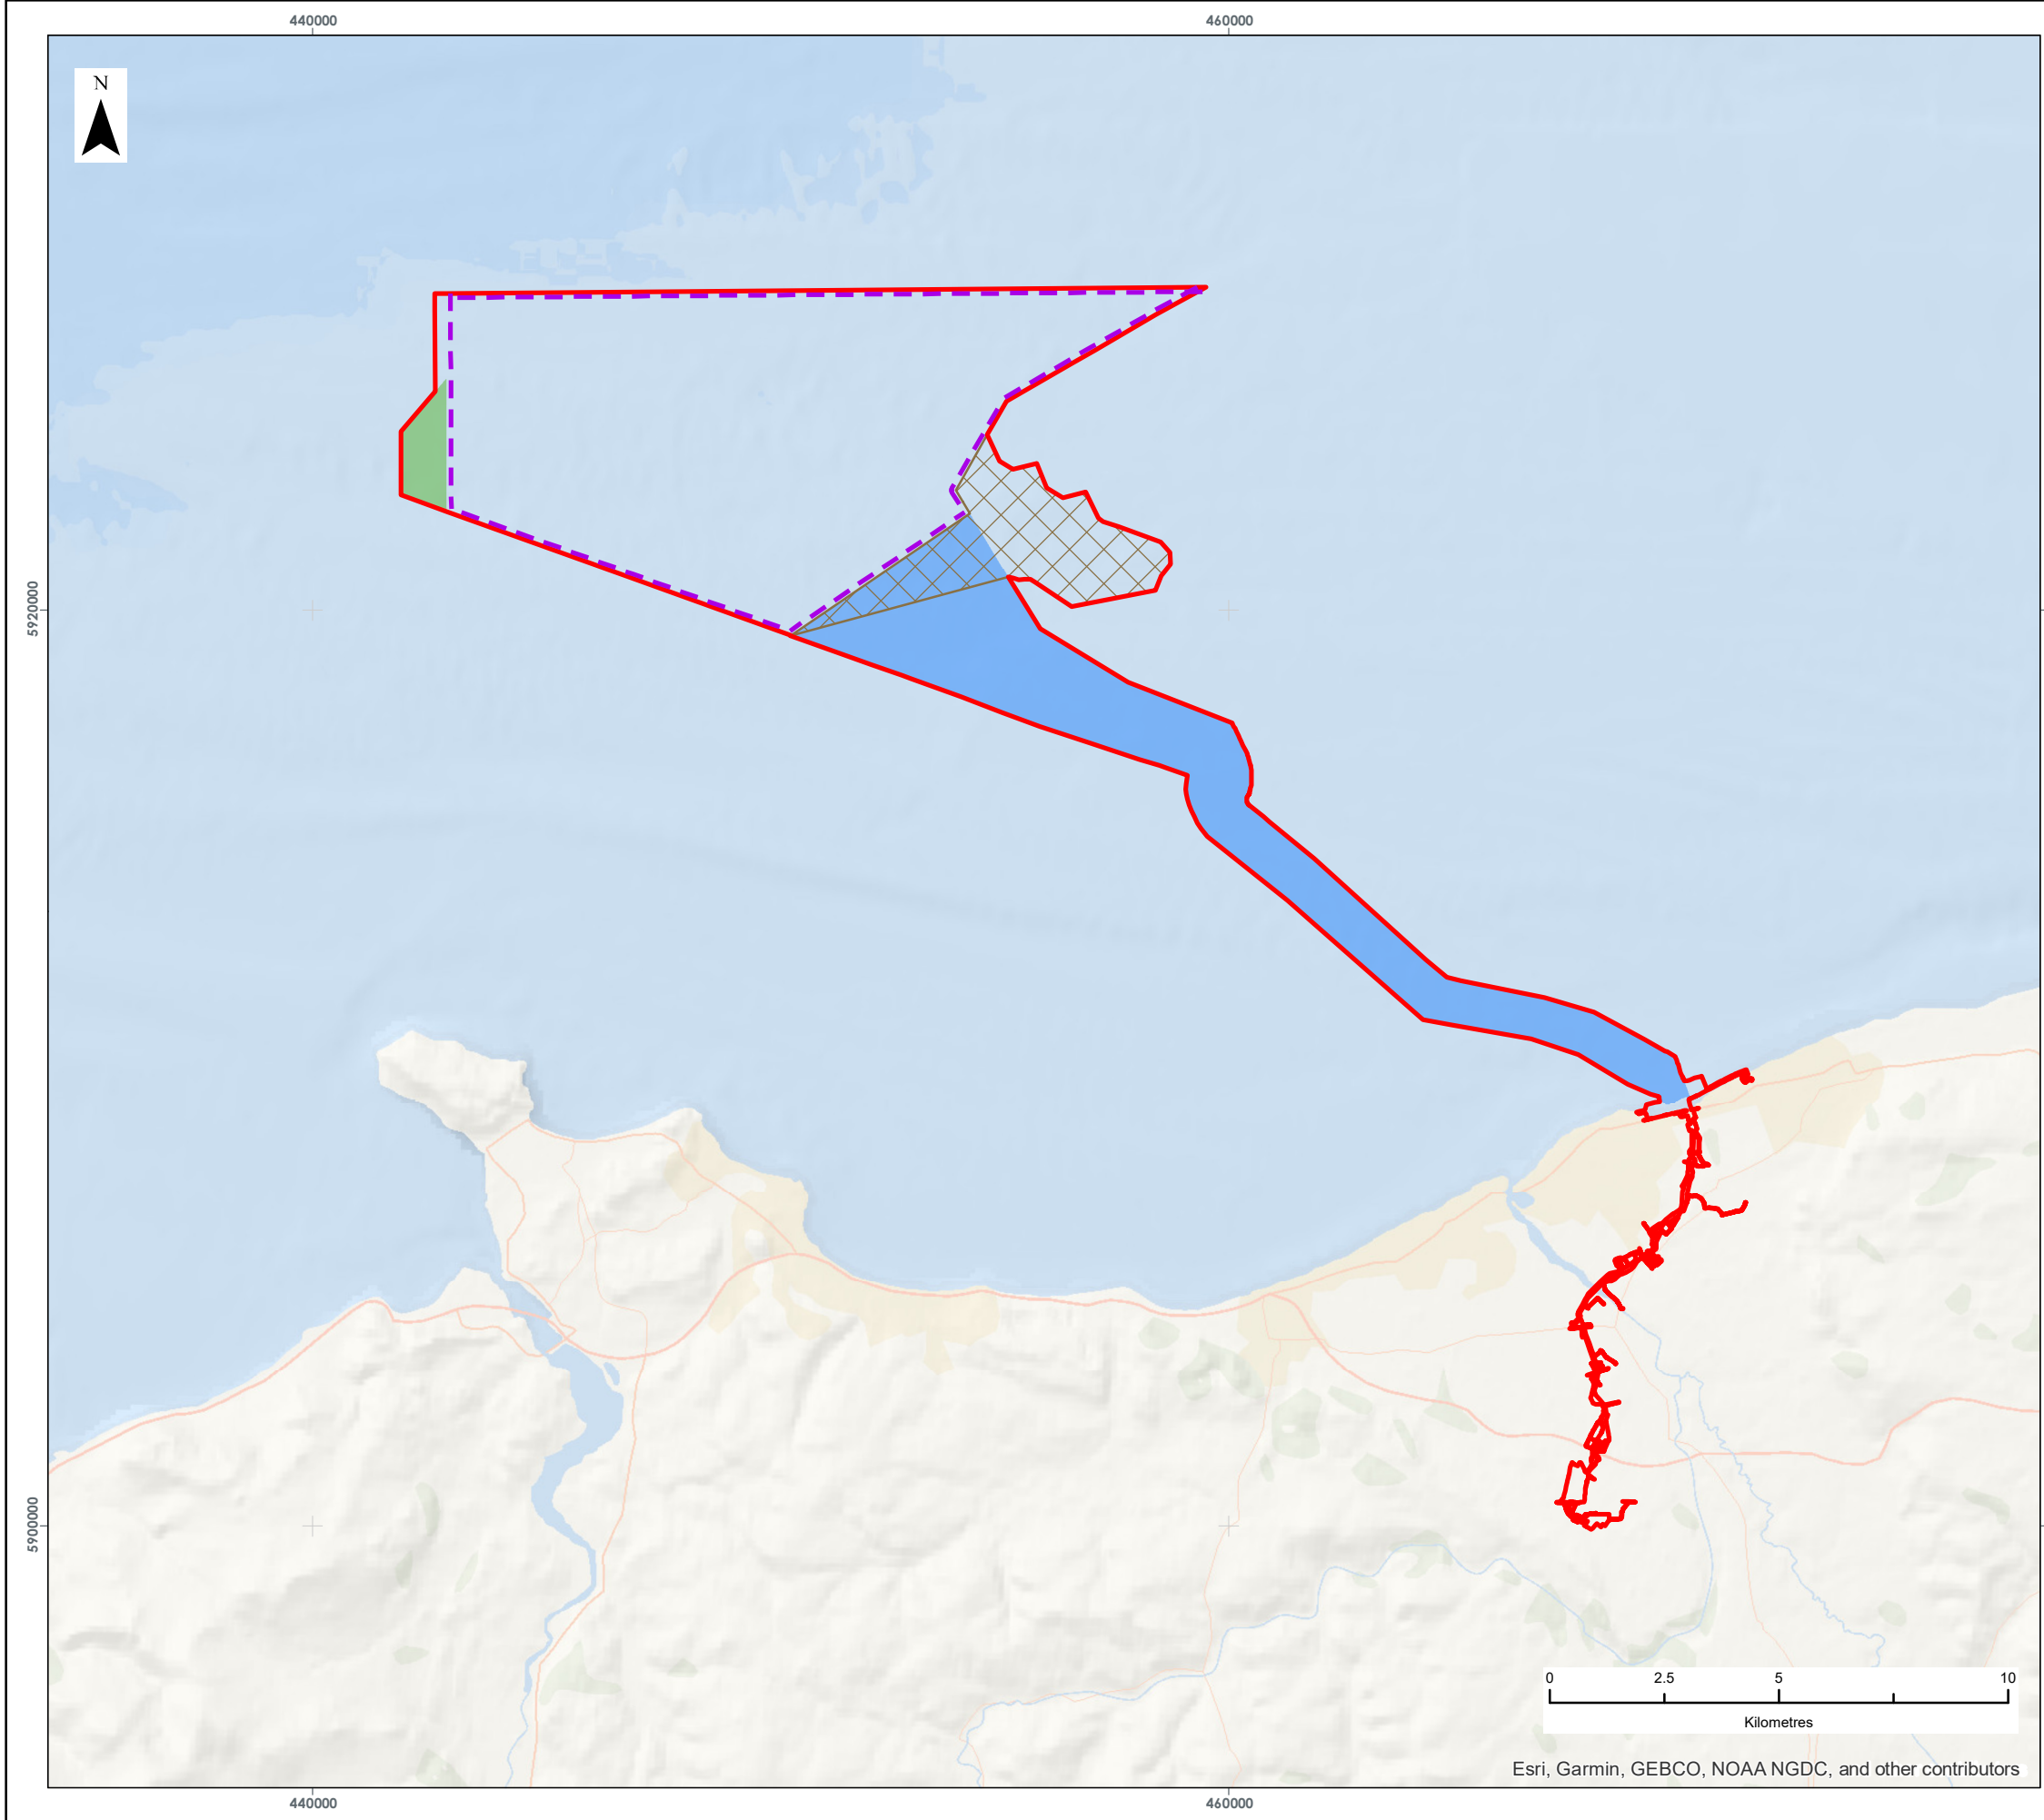 440000 460000
N
5920000
5900000
0 2.5 5 10
Kilometres
Esri, Garmin, GEBCO, NOAA NGDC, and other contributors
440000 460000